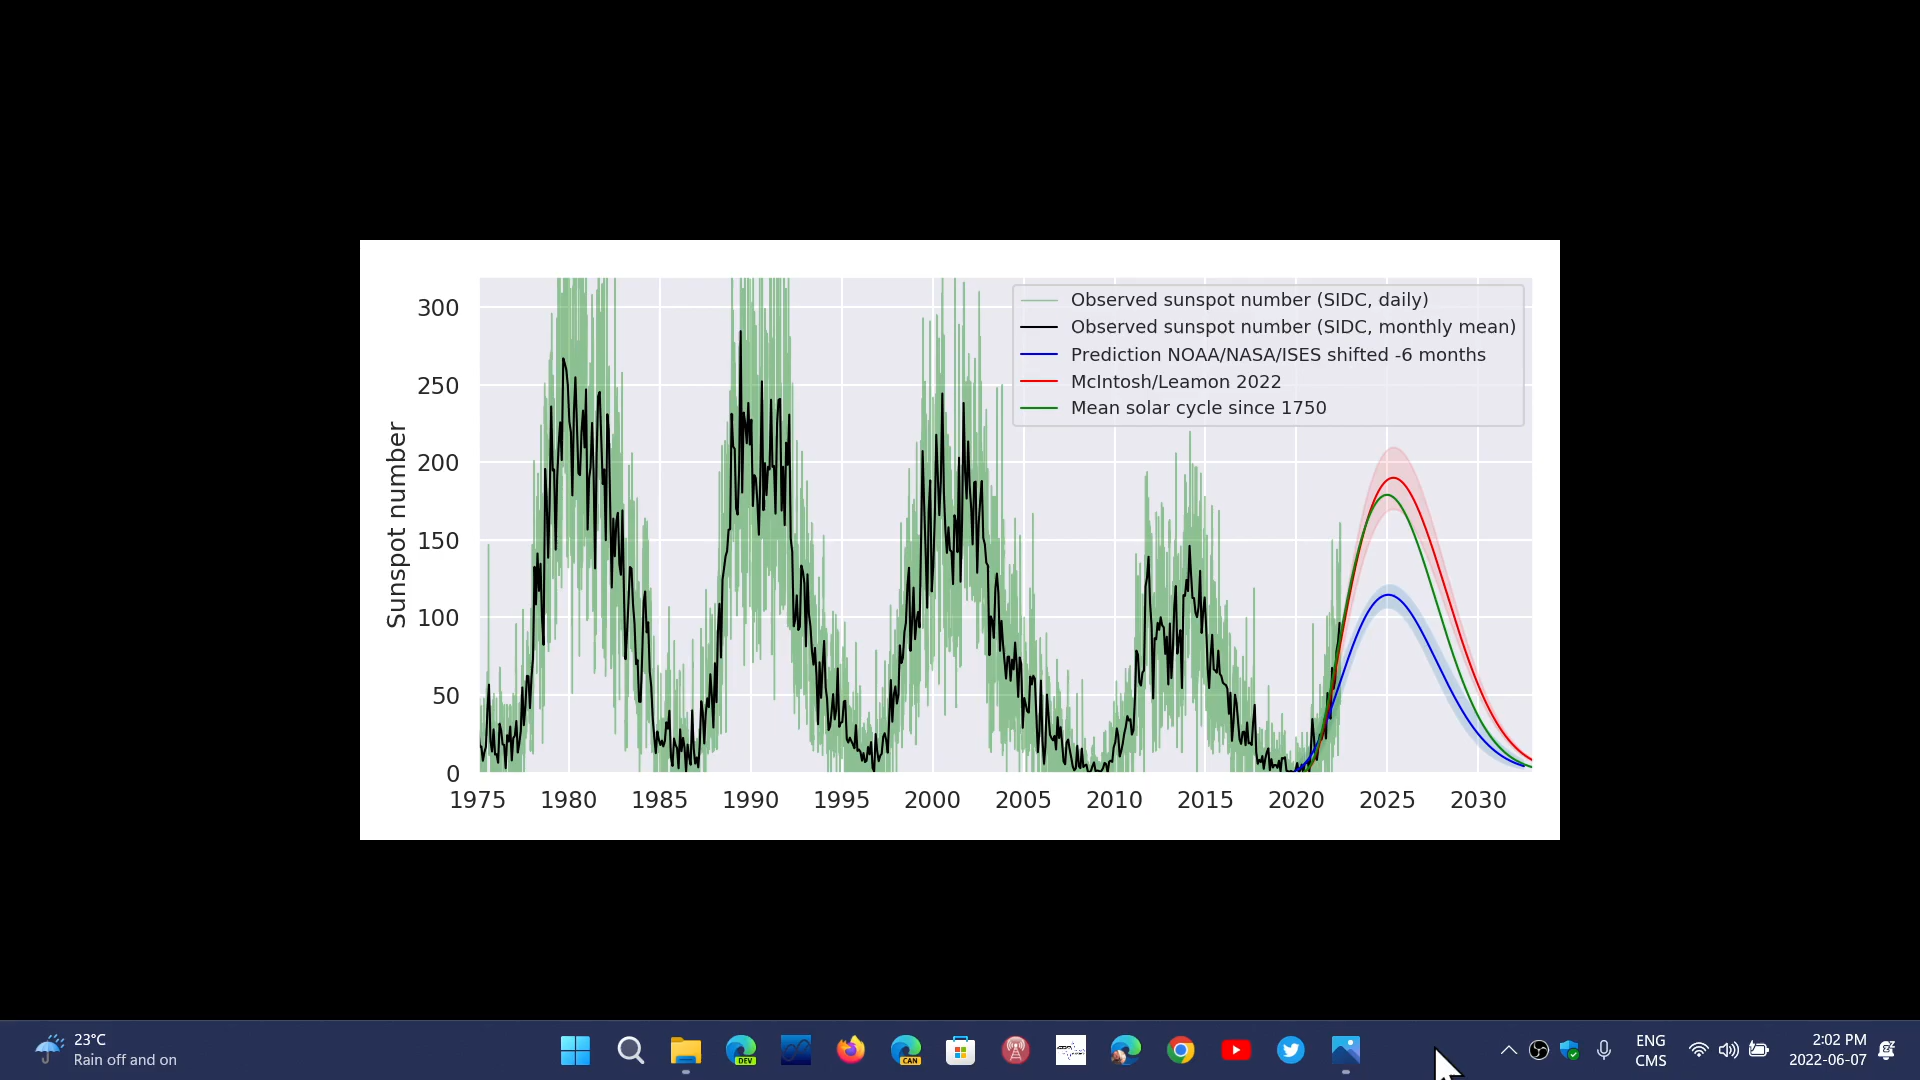 300
250
200
150
100
50
0
Sunspot number
Observed sunspot number (SIDC, daily)
Observed sunspot number (SIDC, monthly mean)
Prediction NOAA/NASA/ISES shifted -6 months
McIntosh/Leamon 2022
Mean solar cycle since 1750
1975 1980 1985 1990 1995 2000 2005 2010 2015 2020 2025 2030
23°C
Rain off and on
DEV
CAN
ENG
CMS
2:02 PM
2022-06-07